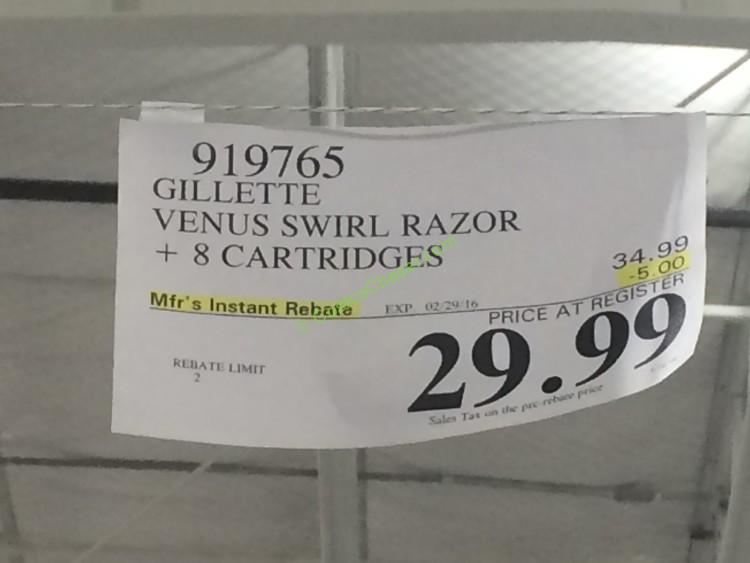 919765
GILLETTE
VENUS SWIRL RAZOR
+ 8 CARTRIDGES
34.99
-5.00
Mfr's Instant Rebate EXP 02/29/16
PRICE AT REGISTER
29.99
REBATE LIMIT
2
Sales Tax on the pre-rebate price